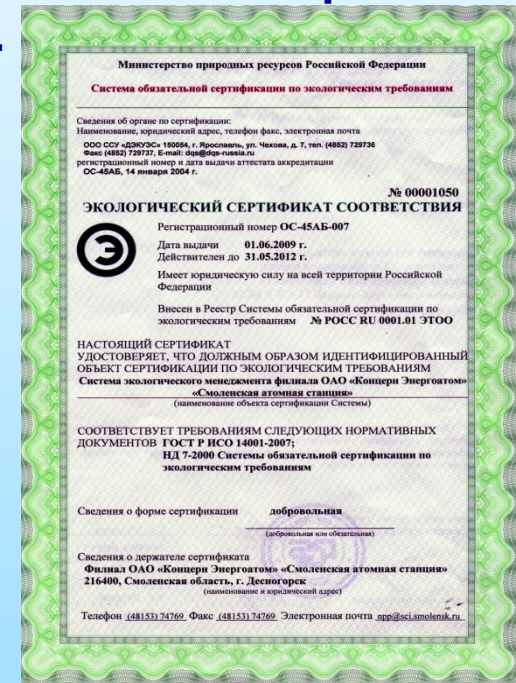 Министерство природных ресурсов Российской Федерации
Система обязательной сертификации по экологическим требованиям
Сведения об органе по сертификации:
Наименование, юридический адрес, телефон факс, электронная почта
ООО ССУ «ДЭКУЭС» 150054, г. Ярославль, ул. Чехова, д. 7, тел. (4852) 729736
Факс (4852) 729737, E-mail: dqs@dqs-russia.ru
регистрационный номер и дата выдачи аттестата аккредитации
ОС-45АБ, 14 января 2004 г.
№ 00001050
ЭКОЛОГИЧЕСКИЙ СЕРТИФИКАТ СООТВЕТСТВИЯ
Регистрационный номер ОС-45АБ-007
Э
Дата выдачи 01.06.2009 г.
Действителен до 31.05.2012 г.
Имеет юридическую силу на всей территории Российской
Федерации
Внесен в Реестр Системы обязательной сертификации по
экологическим требованиям № РОСС RU 0001.01 ЭТОО
НАСТОЯЩИЙ СЕРТИФИКАТ
УДОСТОВЕРЯЕТ, ЧТО ДОЛЖНЫМ ОБРАЗОМ ИДЕНТИФИЦИРОВАННЫЙ
ОБЪЕКТ СЕРТИФИКАЦИИ ПО ЭКОЛОГИЧЕСКИМ ТРЕБОВАНИЯМ
Система экологического менеджмента филиала ОАО «Концерн Энергоатом»
«Смоленская атомная станция»
(наименование объекта сертификации Системы)
СООТВЕТСТВУЕТ ТРЕБОВАНИЯМ СЛЕДУЮЩИХ НОРМАТИВНЫХ
ДОКУМЕНТОВ ГОСТ Р ИСО 14001-2007;
НД 7-2000 Системы обязательной сертификации по
экологическим требованиям
Сведения о форме сертификации добровольная
(добровольная или обязательная)
Сведения о держателе сертификата
Филиал ОАО «Концерн Энергоатом» «Смоленская атомная станция»
216400, Смоленская область, г. Десногорск
(наименование и юридический адрес)
Телефон (48153) 74769 Факс (48153) 74769 Электронная почта npp@sci.smolensk.ru